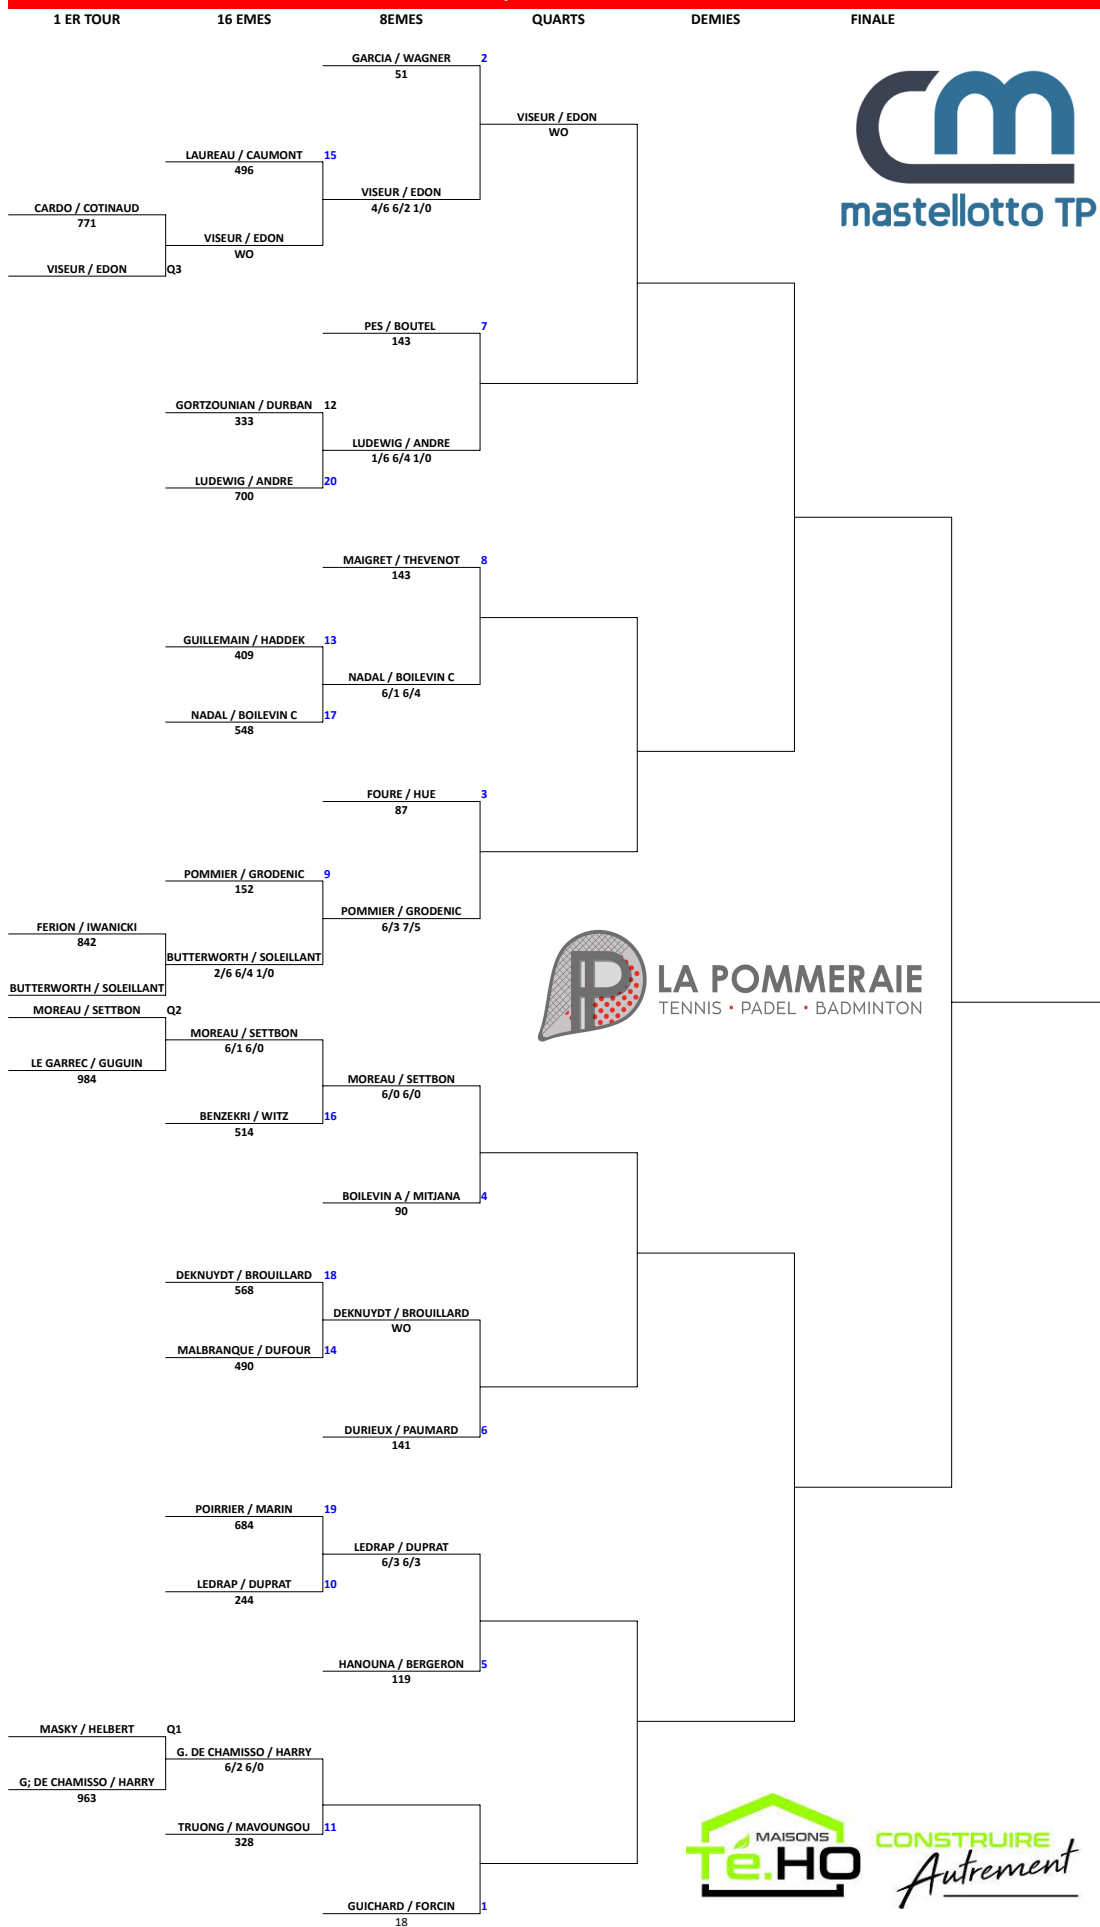 1 ER TOUR 16 EMES 8EMES QUARTS DEMIES FINALE
GARCIA / WAGNER 2
51
VISEUR / EDON
WO
mastellotto TP
LAUREAU / CAUMONT 15
496
VISEUR / EDON
4/6 6/2 1/0
CARDO / COTINAUD
771
VISEUR / EDON
WO
VISEUR / EDON Q3
PES / BOUTEL 7
143
GORTZOUNIAN / DURBAN 12
333
LUDEWIG / ANDRE
1/6 6/4 1/0
LUDEWIG / ANDRE 20
700
MAIGRET / THEVENOT 8
143
GUILLEMAIN / HADDEK 13
409
NADAL / BOILEVIN C
6/1 6/4
NADAL / BOILEVIN C 17
548
FOURE / HUE 3
87
POMMIER / GRODENIC 9
152
POMMIER / GRODENIC
6/3 7/5
FERION / IWANICKI
842
BUTTERWORTH / SOLEILLANT
2/6 6/4 1/0
BUTTERWORTH / SOLEILLANT
LA POMMERAIE
TENNIS • PADEL • BADMINTON
MOREAU / SETTBON Q2
MOREAU / SETTBON
6/1 6/0
LE GARREC / GUGUIN
984
MOREAU / SETTBON
6/0 6/0
BENZEKRI / WITZ 16
514
BOILEVIN A / MITJANA 4
90
DEKNUYDT / BROUILLARD 18
568
DEKNUYDT / BROUILLARD
WO
MALBRANQUE / DUFOUR 14
490
DURIEUX / PAUMARD 6
141
POIRRIER / MARIN 19
684
LEDRAP / DUPRAT
6/3 6/3
LEDRAP / DUPRAT 10
244
HANOUNA / BERGERON 5
119
MASKY / HELBERT Q1
G. DE CHAMISSO / HARRY
6/2 6/0
G; DE CHAMISSO / HARRY
963
TRUONG / MAVOUNGOU 11
328
MAISONS
Té.HO
CONSTRUIRE
Autrement
GUICHARD / FORCIN 1
18